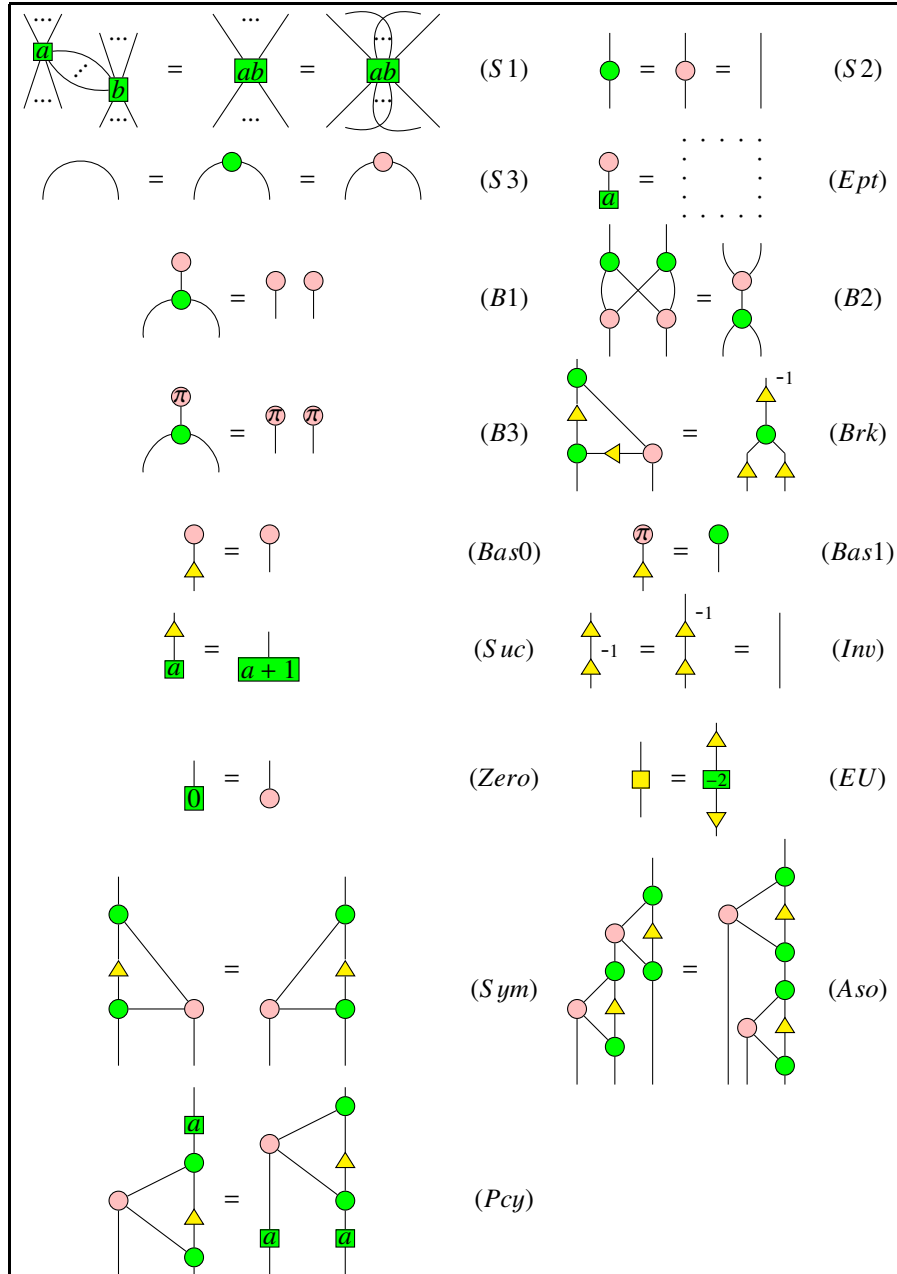 ... ... ...
a ... ... = ab = ab (S1) = = (S2)
... b ... ... ...
= = (S3) a = (Ept)
= (B1) = (B2)
π = π π (B3) = -1 (Brk)
= (Bas0) π = (Bas1)
a = a + 1 (Suc) -1 = -1 = (Inv)
0 = (Zero) = -2 (EU)
= (Sym) = (Aso)
a = a a (Pcy)